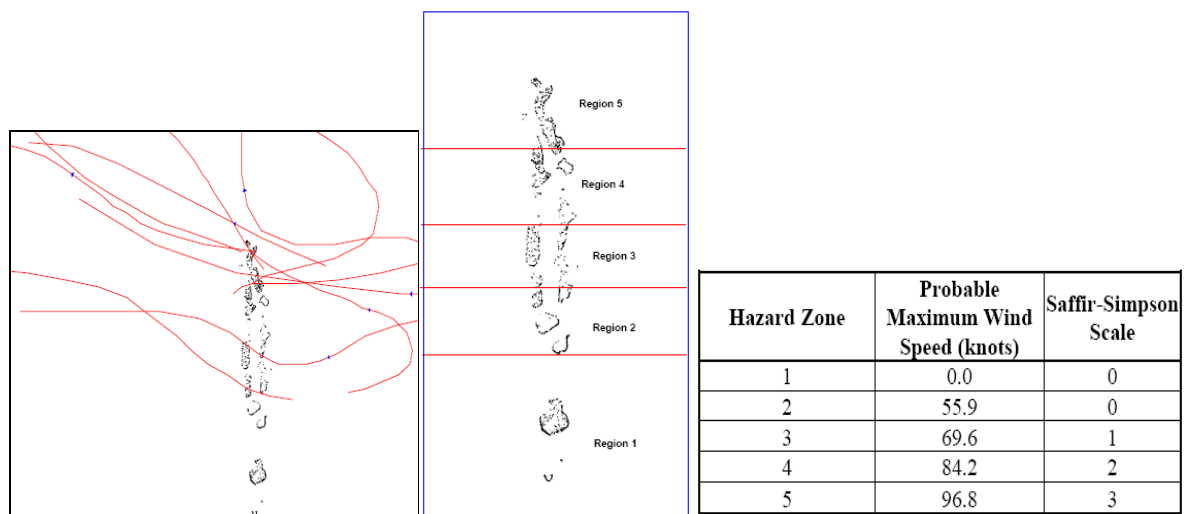 Region 5
Region 4
Region 3
Region 2
Region 1
Hazard Zone Probable Maximum Wind Speed (knots) Saffir-Simpson Scale
1 0.0 0
2 55.9 0
3 69.6 1
4 84.2 2
5 96.8 3